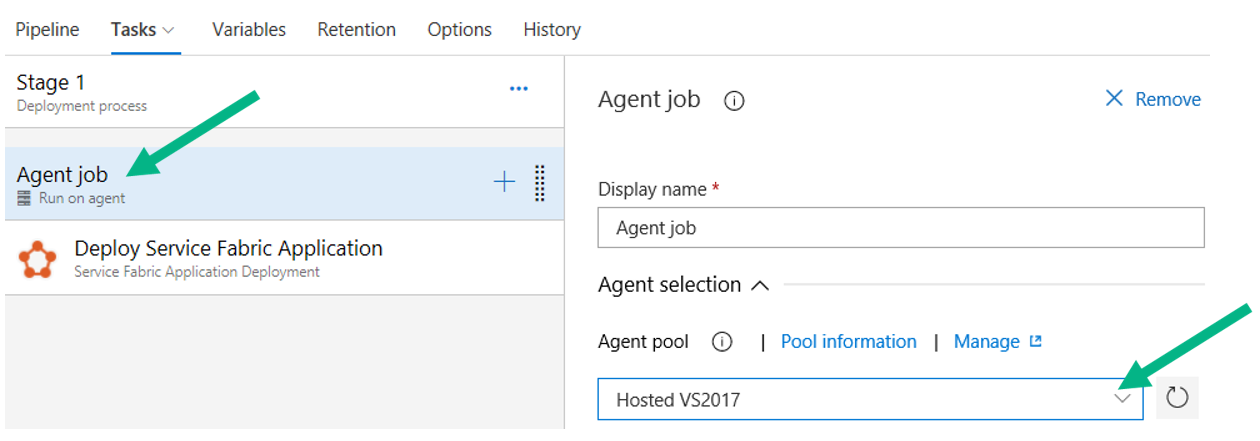 Pipeline Tasks Variables Retention Options History
Stage 1
Deployment process
Agent job
Run on agent
Deploy Service Fabric Application
Service Fabric Application Deployment
Agent job
Remove
Display name *
Agent job
Agent selection
Agent pool | Pool information | Manage
Hosted VS2017